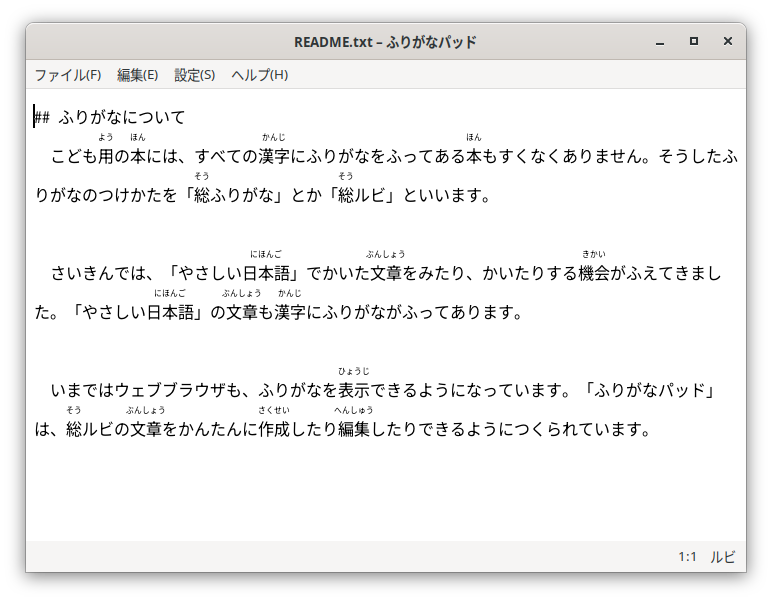 README.txt – ふりがなパッド
ファイル(F) 編集(E) 設定(S) ヘルプ(H)
## ふりがなについて
よう ほん かんじ ほん
こども用の本には、すべての漢字にふりがなをふってある本もすくなくありません。そうしたふ
そう そう
りがなのつけかたを「総ふりがな」とか「総ルビ」といいます。
にほんご ぶんしょう きかい
さいきんでは、「やさしい日本語」でかいた文章をみたり、かいたりする機会がふえてきまし
にほんご ぶんしょう かんじ
た。「やさしい日本語」の文章も漢字にふりがながふってあります。
ひょうじ
いまではウェブブラウザも、ふりがなを表示できるようになっています。「ふりがなパッド」
そう ぶんしょう さくせい へんしゅう
は、総ルビの文章をかんたんに作成したり編集したりできるようにつくられています。
1:1 ルビ